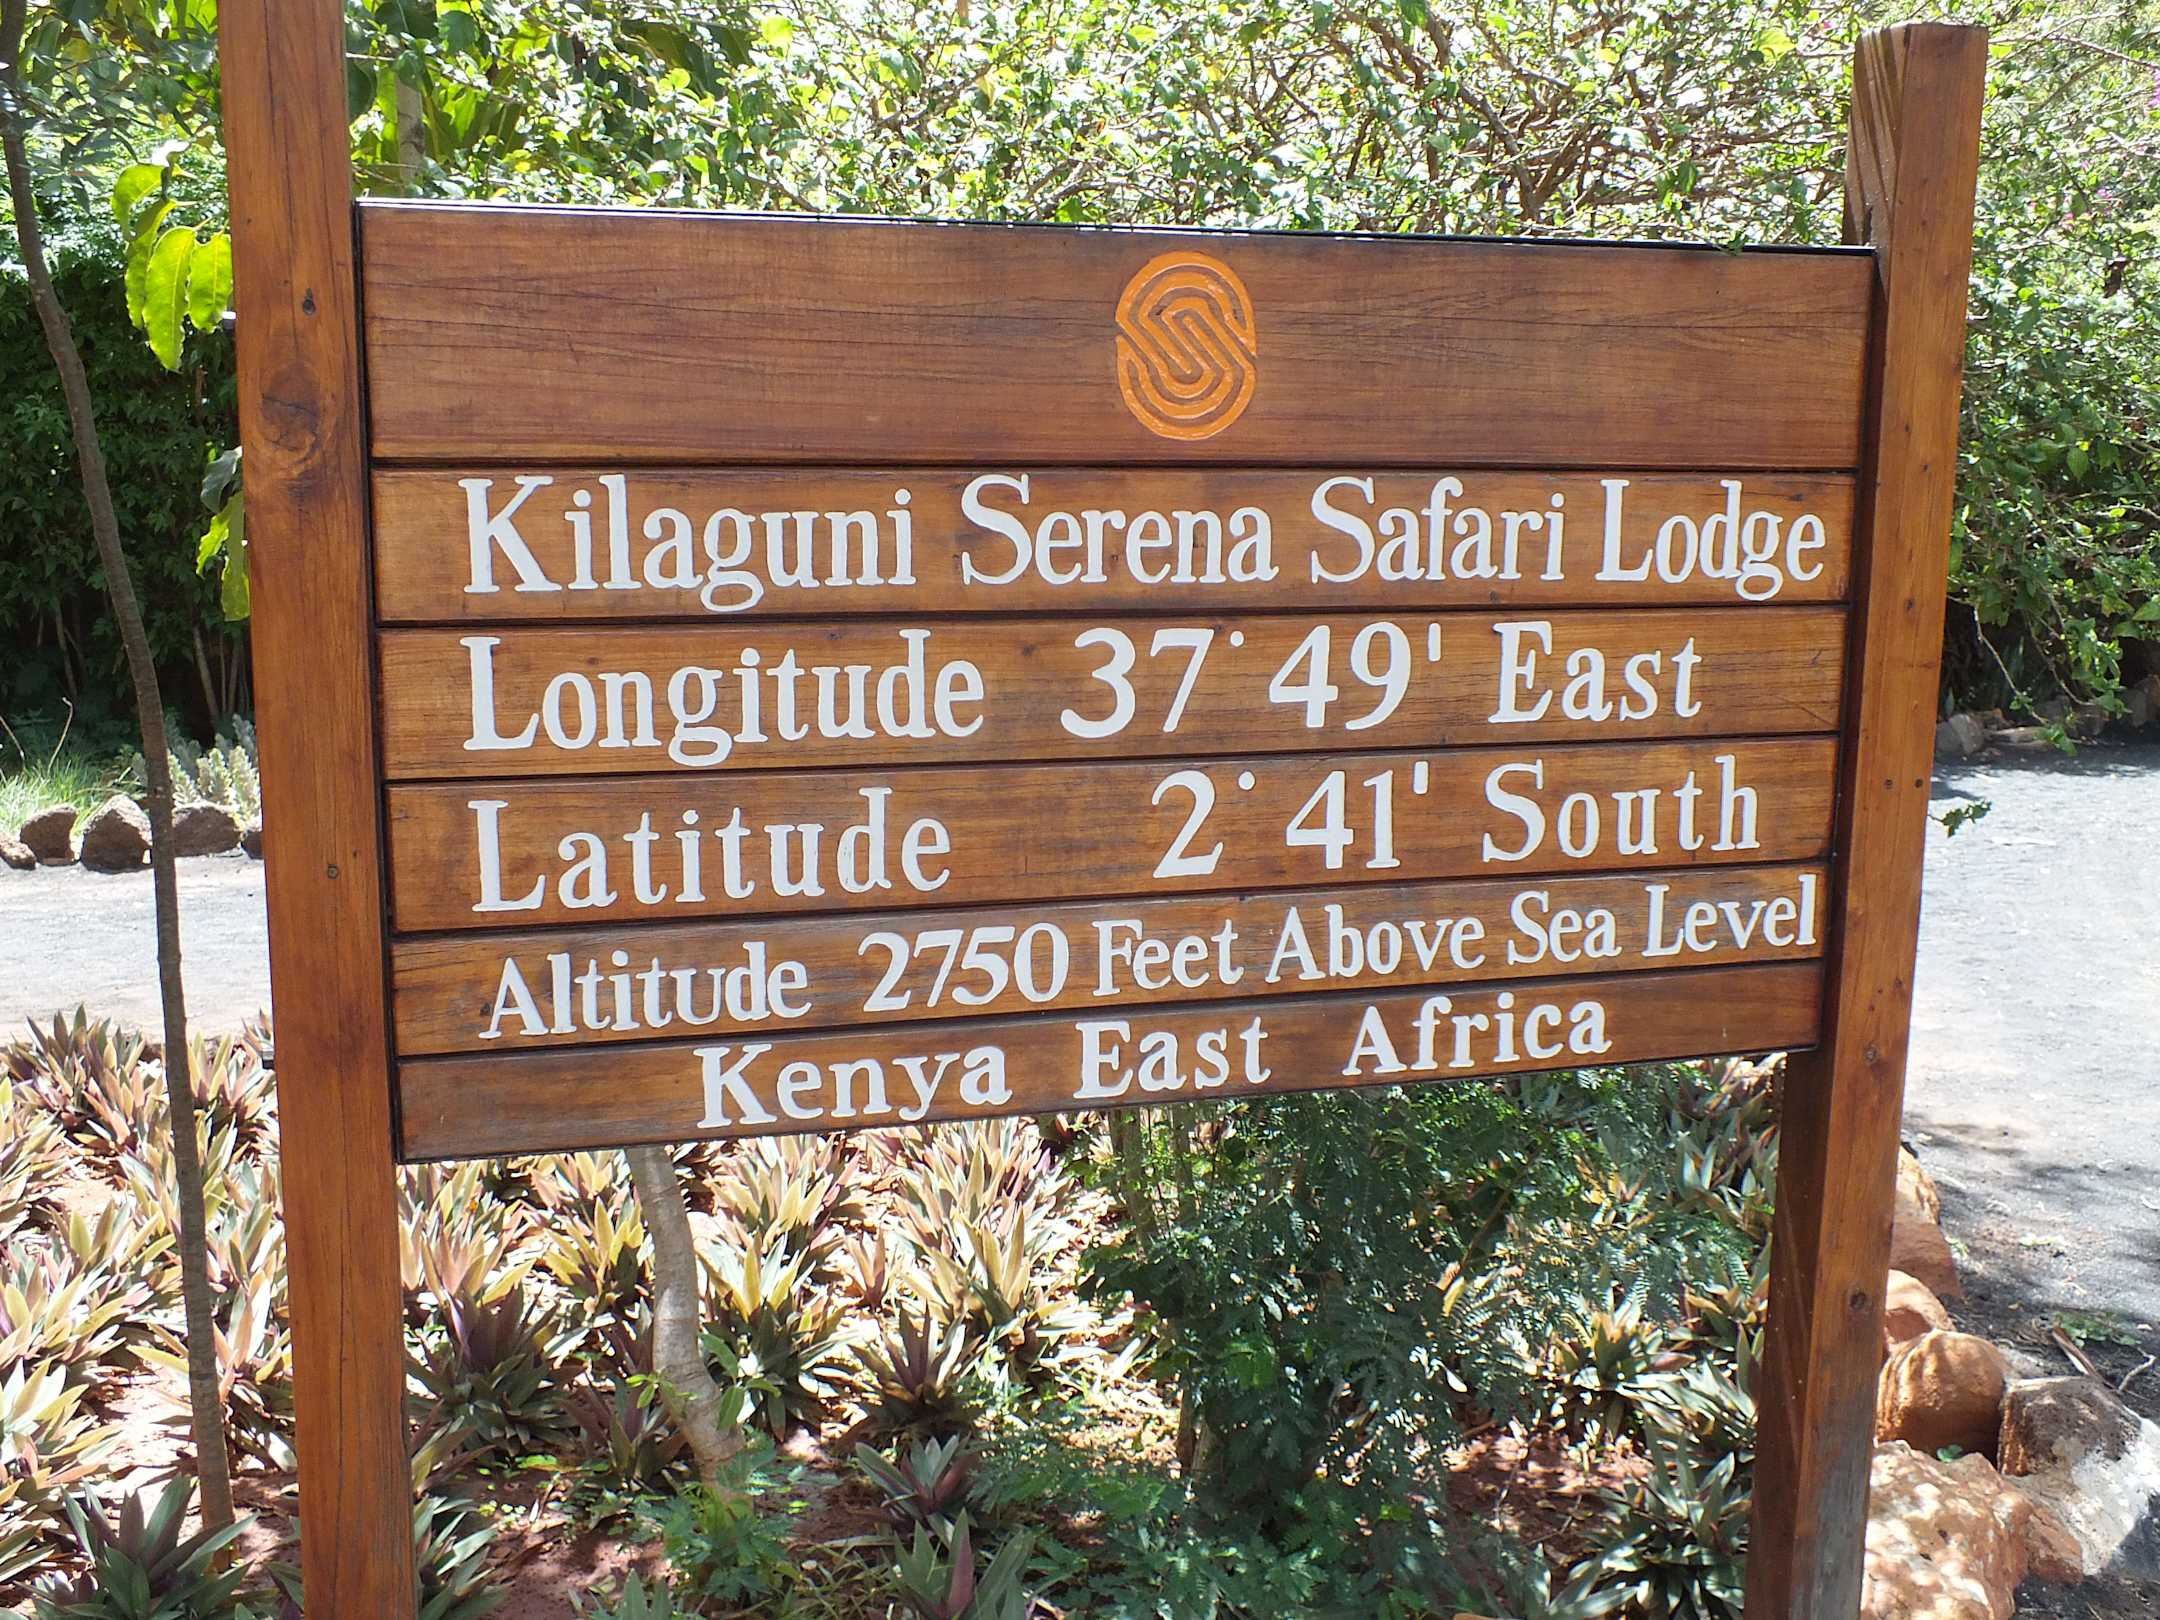 Kilaguni Serena Safari Lodge
Longitude 37° 49' East
Latitude 2° 41' South
Altitude 2750 Feet Above Sea Level
Kenya East Africa